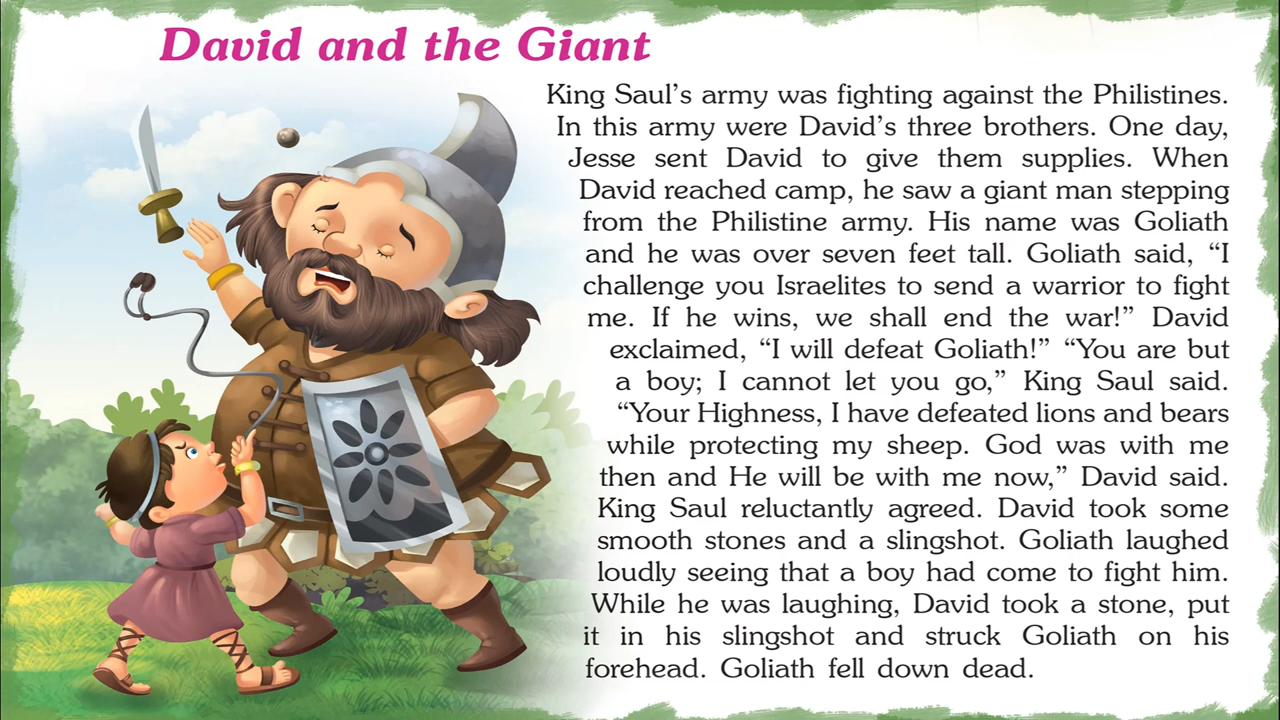 David and the Giant
King Saul’s army was fighting against the Philistines.
In this army were David’s three brothers. One day,
Jesse sent David to give them supplies. When
David reached camp, he saw a giant man stepping
from the Philistine army. His name was Goliath
and he was over seven feet tall. Goliath said, “I
challenge you Israelites to send a warrior to fight
me. If he wins, we shall end the war!” David
exclaimed, “I will defeat Goliath!” “You are but
a boy; I cannot let you go,” King Saul said.
“Your Highness, I have defeated lions and bears
while protecting my sheep. God was with me
then and He will be with me now,” David said.
King Saul reluctantly agreed. David took some
smooth stones and a slingshot. Goliath laughed
loudly seeing that a boy had come to fight him.
While he was laughing, David took a stone, put
it in his slingshot and struck Goliath on his
forehead. Goliath fell down dead.